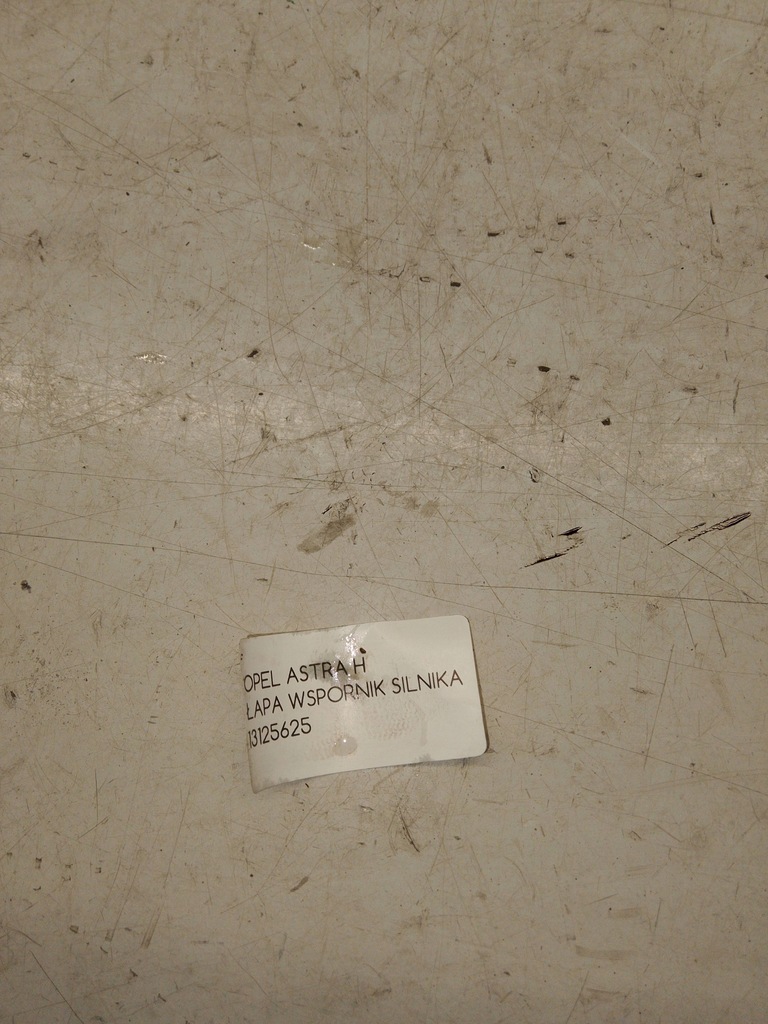 OPEL ASTRA H
ŁAPA WSPORNIK SILNIKA
13125625